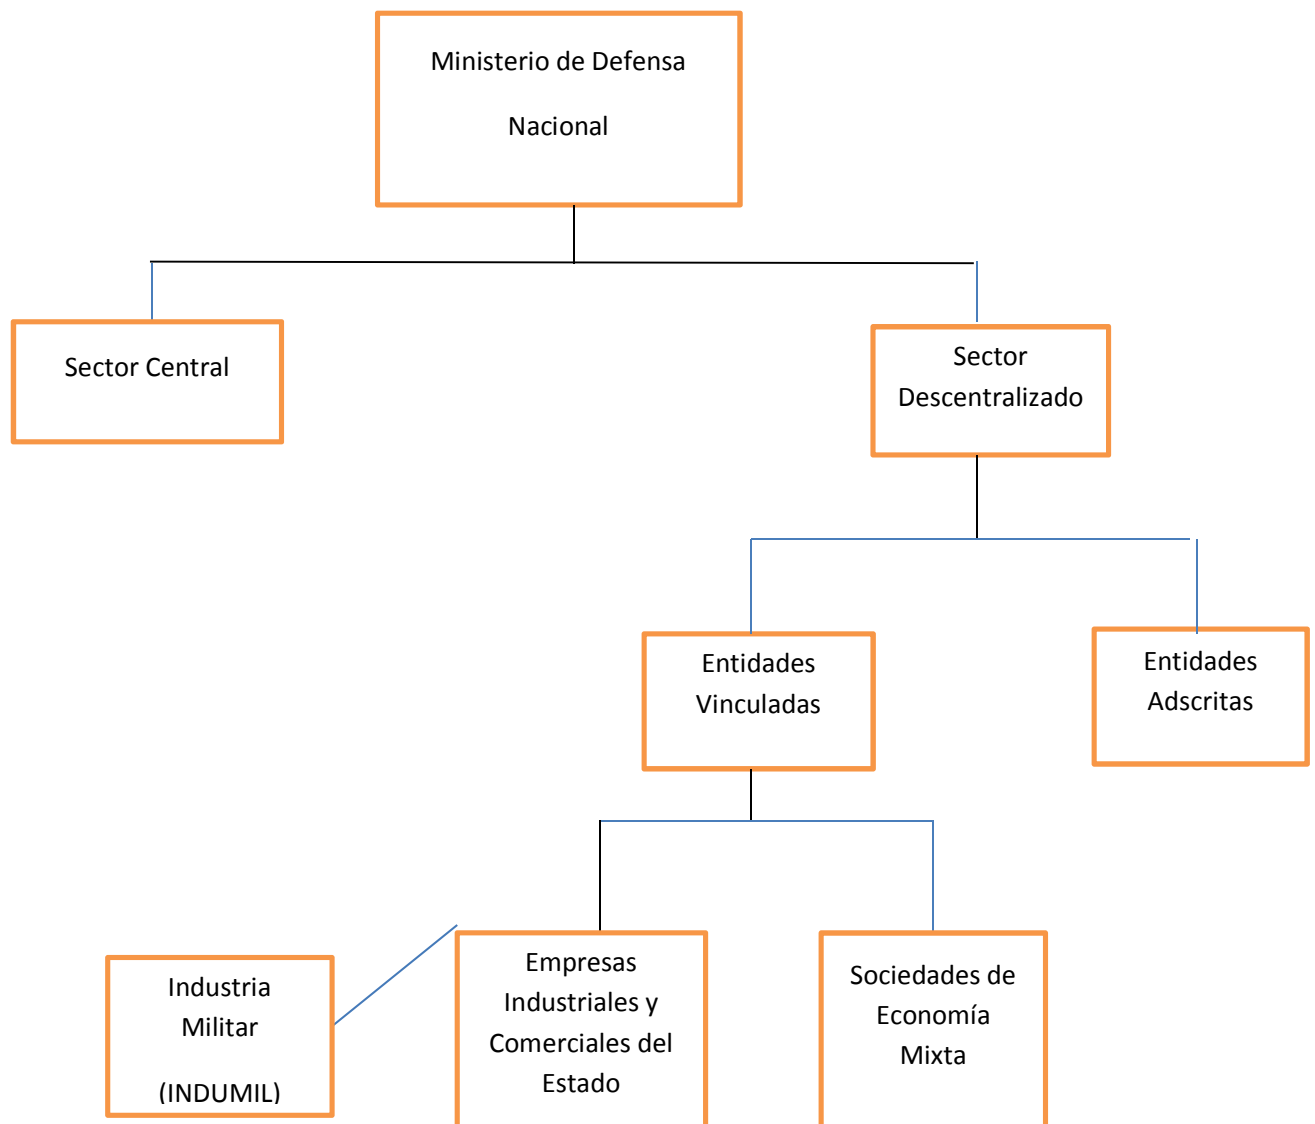 Ministerio de Defensa
Nacional
Sector Central
Sector
Descentralizado
Entidades
Vinculadas
Entidades
Adscritas
Industria
Militar
(INDUMIL)
Empresas
Industriales y
Comerciales del
Estado
Sociedades de
Economía
Mixta